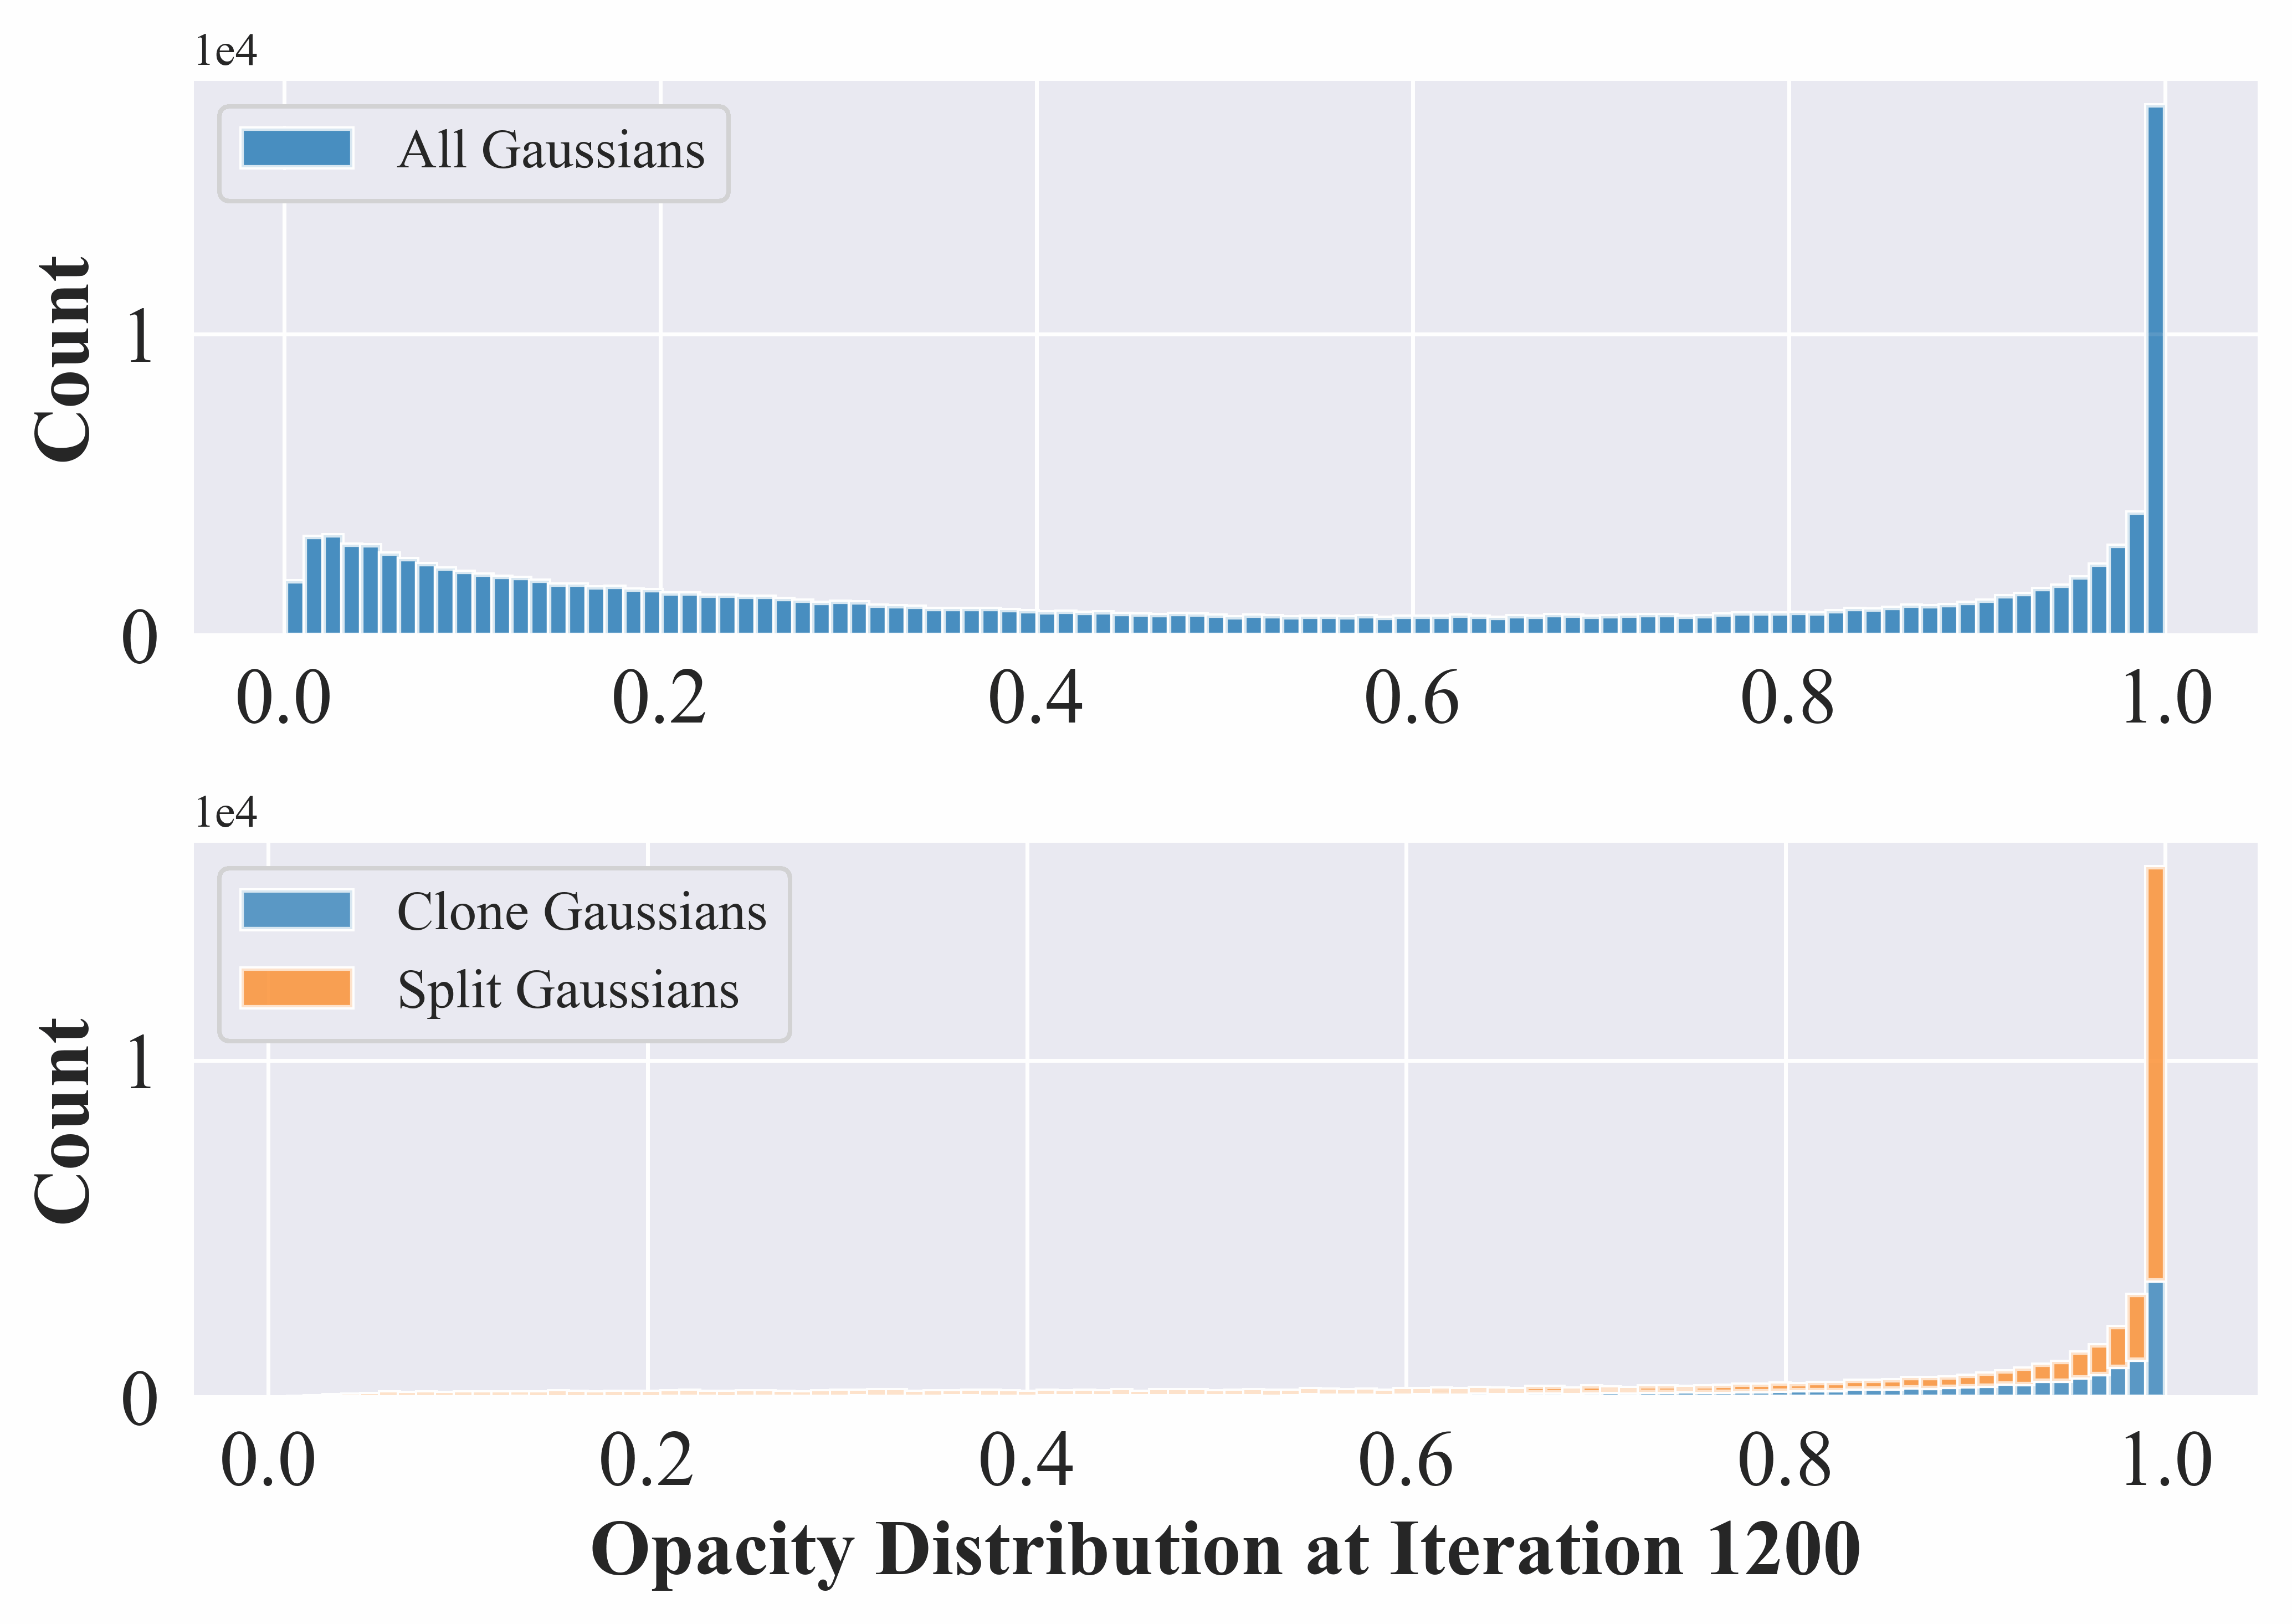 1e4
All Gaussians
Count
1
0
0.0 0.2 0.4 0.6 0.8 1.0
1e4
Clone Gaussians
Split Gaussians
Count
1
0
0.0 0.2 0.4 0.6 0.8 1.0
Opacity Distribution at Iteration 1200